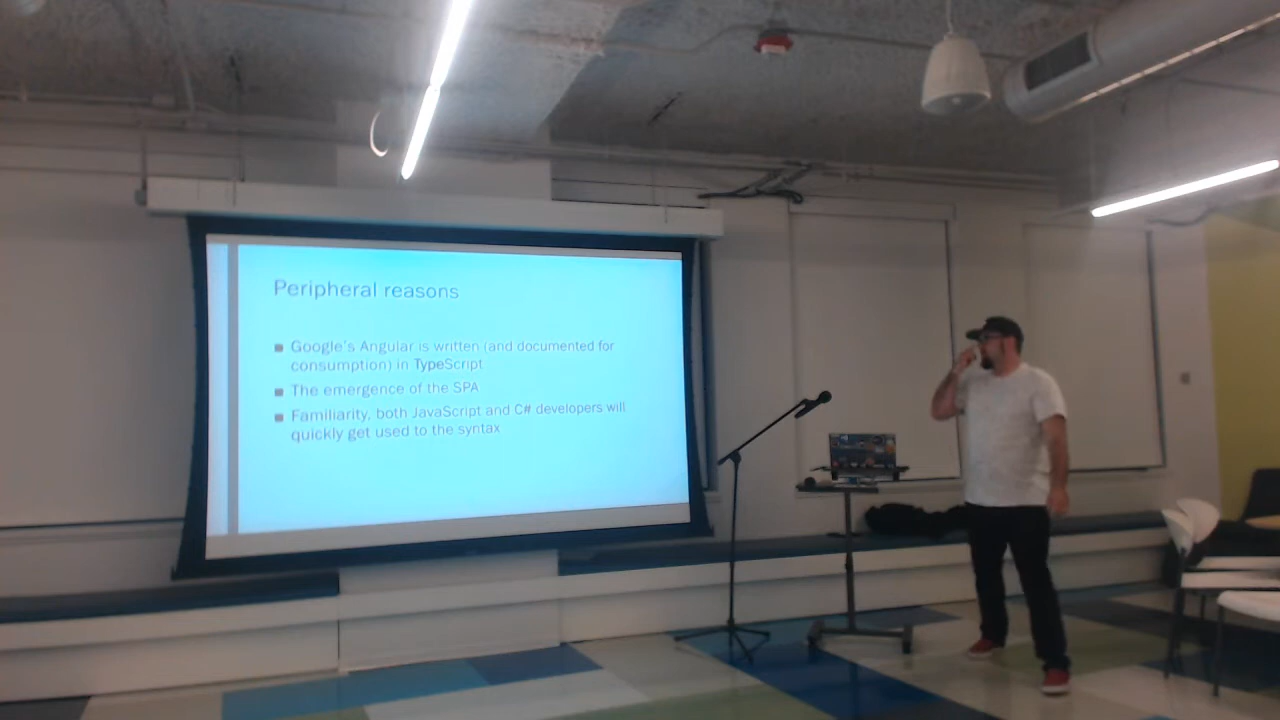 Peripheral reasons
Google's Angular is written (and documented for
consumption) in TypeScript
The emergence of the SPA
Familiarity, both JavaScript and C# developers will
quickly get used to the syntax